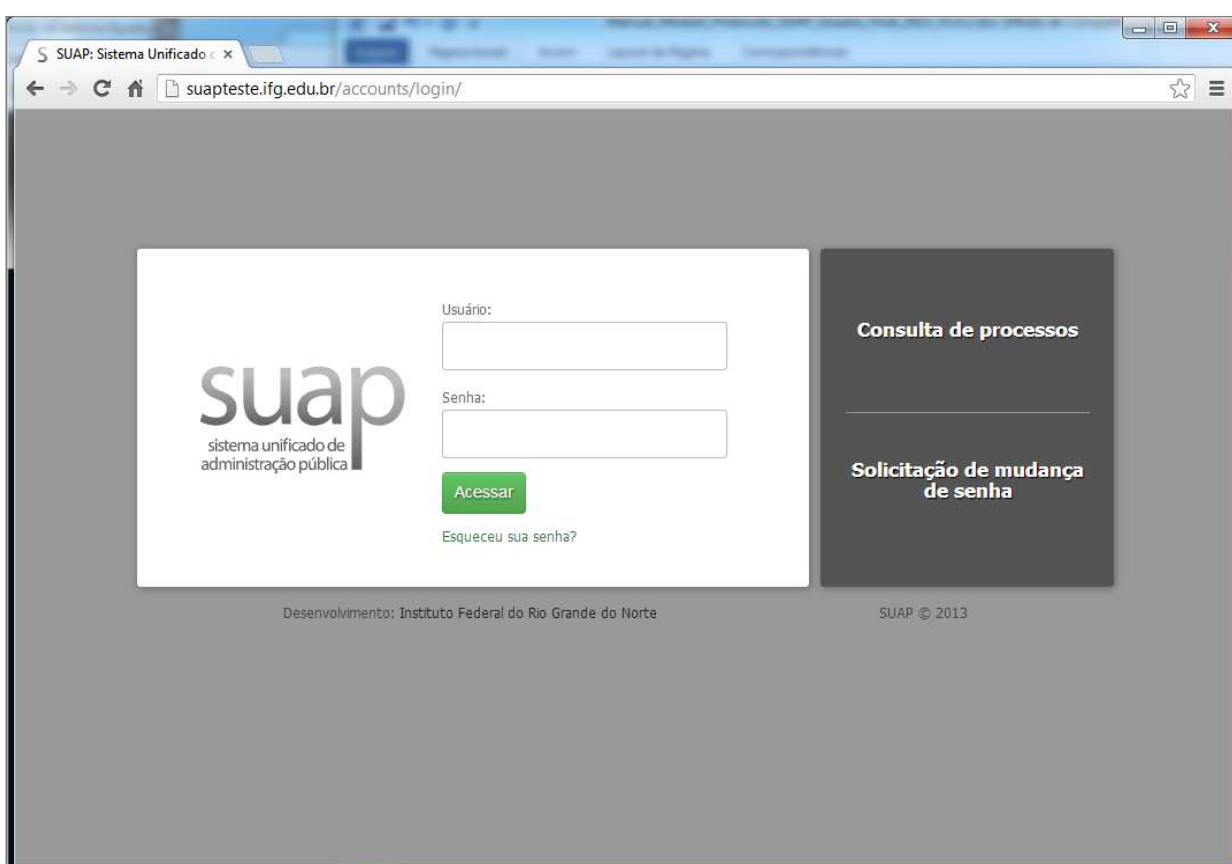 SUAP: Sistema Unificado c
suapteste.ifg.edu.br/accounts/login/
suap
sistema unificado de
administração pública
Usuário:
Senha:
Acessar
Esqueceu sua senha?
Consulta de processos
Solicitação de mudança
de senha
Desenvolvimento: Instituto Federal do Rio Grande do Norte
SUAP © 2013